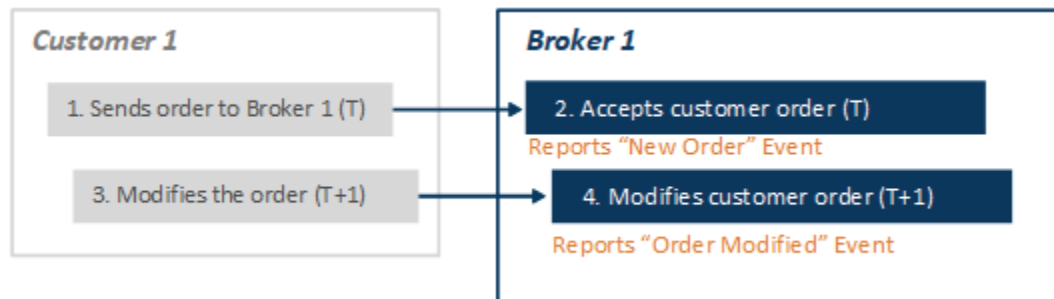 Customer 1
1. Sends order to Broker 1 (T)
3. Modifies the order (T+1)
Broker 1
2. Accepts customer order (T)
Reports “New Order” Event
4. Modifies customer order (T+1)
Reports “Order Modified” Event